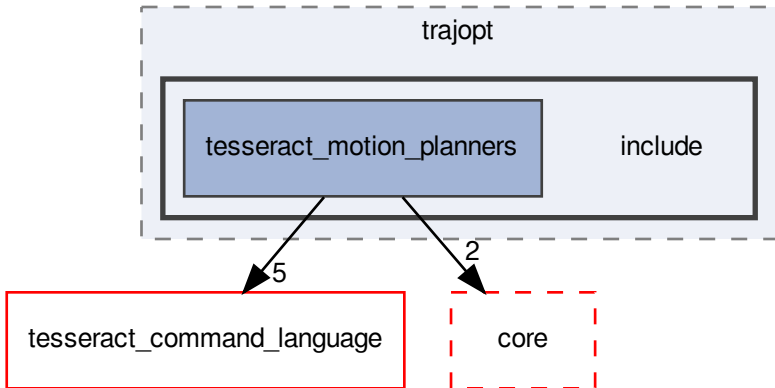 trajopt
tesseract_motion_planners
include
5
2
tesseract_command_language
core